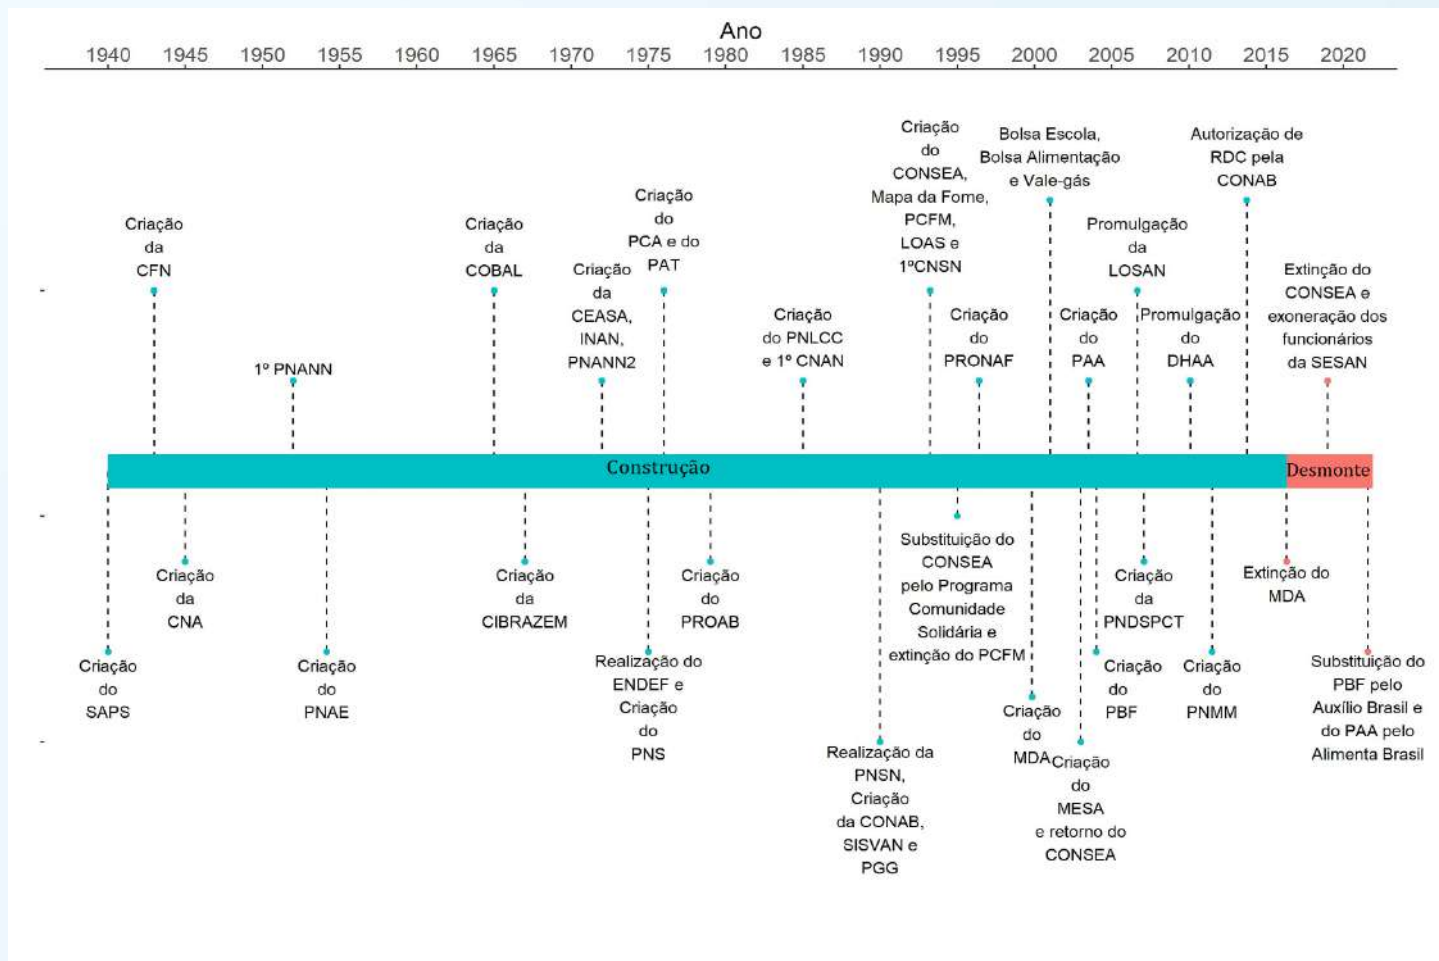 Ano
1940 1945 1950 1955 1960 1965 1970 1975 1980 1985 1990 1995 2000 2005 2010 2015 2020
Criação
da
CFN
1º PNANN
Criação
da
COBAL
Criação
da
CEASA,
INAN,
PNANN2
Criação
do
PCA e do
PAT
Criação
do PNLCC
e 1º CNAN
Criação
do
CONSEA,
Mapa da Fome,
PCFM,
LOAS e
1ºCNSN
Criação
do
PRONAF
Bolsa Escola,
Bolsa Alimentação
e Vale-gás
Criação
do
PAA
Promulgação
da
LOSAN
Promulgação
do
DHAA
Autorização de
RDC pela
CONAB
Extinção do
CONSEA e
exoneração dos
funcionários
da SESAN
Construção
Desmonte
Criação
do
SAPS
Criação
da
CNA
Criação
do
PNAE
Criação
da
CIBRAZEM
Realização do
ENDEF e
Criação
do
PNS
Criação
do
PROAB
Realização da
PNSN,
Criação
da CONAB,
SISVAN e
PGG
Substituição do
CONSEA
pelo Programa
Comunidade
Solidária e
extinção do PCFM
Criação
do
MDA
Criação
do
MESA
e retorno do
CONSEA
Criação
do
PBF
Criação
da
PNDSPCT
Criação
do
PNMM
Extinção do
MDA
Substituição do
PBF pelo
Auxílio Brasil e
do PAA pelo
Alimenta Brasil